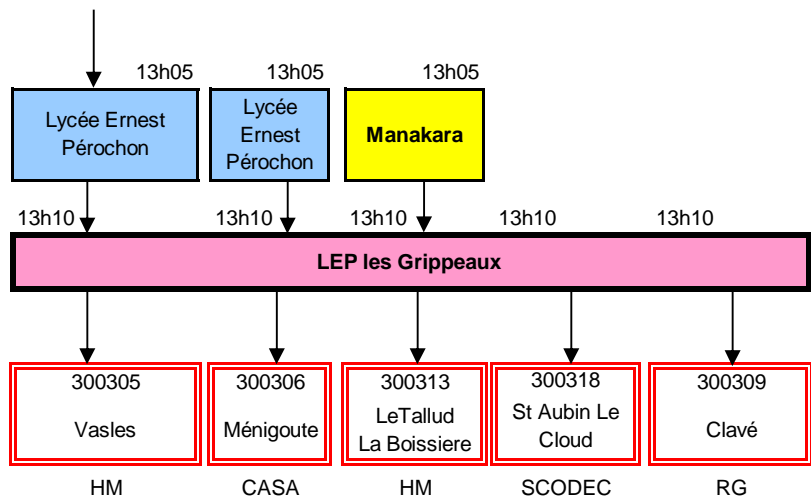 13h05 13h05 13h05
Lycée Ernest
Pérochon
Lycée
Ernest
Pérochon
Manakara
13h10 13h10 13h10 13h10 13h10
LEP les Grippeaux
300305
Vasles
300306
Ménigoute
300313
LeTallud
La Boissiere
300318
St Aubin Le
Cloud
300309
Clavé
HM CASA HM SCODEC RG